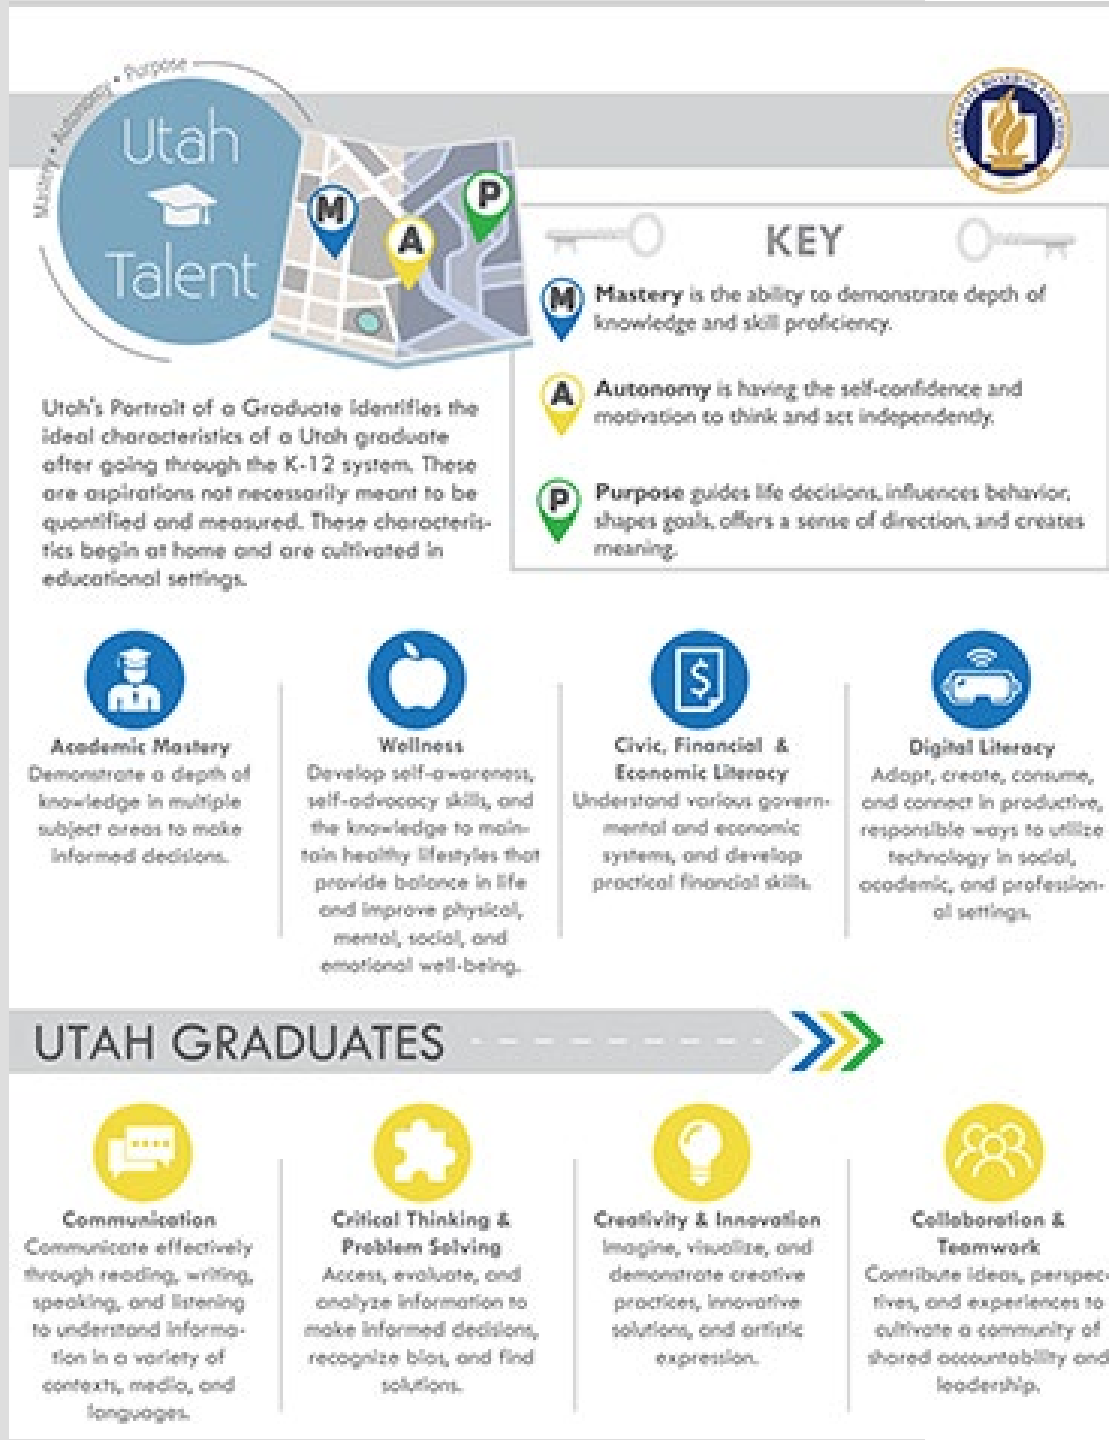 Mastery • Autonomy • Purpose
Utah
Talent
M
A
P
KEY
M
Mastery is the ability to demonstrate depth of
knowledge and skill proficiency.
A
Autonomy is having the self-confidence and
motivation to think and act independently.
P
Purpose guides life decisions, influences behavior,
shapes goals, offers a sense of direction, and creates
meaning.
Utah's Portrait of a Graduate identifies the
ideal characteristics of a Utah graduate
after going through the K-12 system. These
are aspirations not necessarily meant to be
quantified and measured. These characteris-
tics begin at home and are cultivated in
educational settings.
Academic Mastery
Demonstrate a depth of
knowledge in multiple
subject areas to make
informed decisions.
Wellness
Develop self-awareness,
self-advocacy skills, and
the knowledge to main-
tain healthy lifestyles that
provide balance in life
and improve physical,
mental, social, and
emotional well-being.
$
Civic, Financial &
Economic Literacy
Understand various govern-
mental and economic
systems, and develop
practical financial skills.
Digital Literacy
Adapt, create, consume,
and connect in productive,
responsible ways to utilize
technology in social,
academic, and profession-
al settings.
UTAH GRADUATES
Communication
Communicate effectively
through reading, writing,
speaking, and listening
to understand informa-
tion in a variety of
contexts, media, and
languages.
Critical Thinking &
Problem Solving
Access, evaluate, and
analyze information to
make informed decisions,
recognize bias, and find
solutions.
Creativity & Innovation
Imagine, visualize, and
demonstrate creative
practices, innovative
solutions, and artistic
expression.
Collaboration &
Teamwork
Contribute ideas, perspec-
tives, and experiences to
cultivate a community of
shared accountability and
leadership.